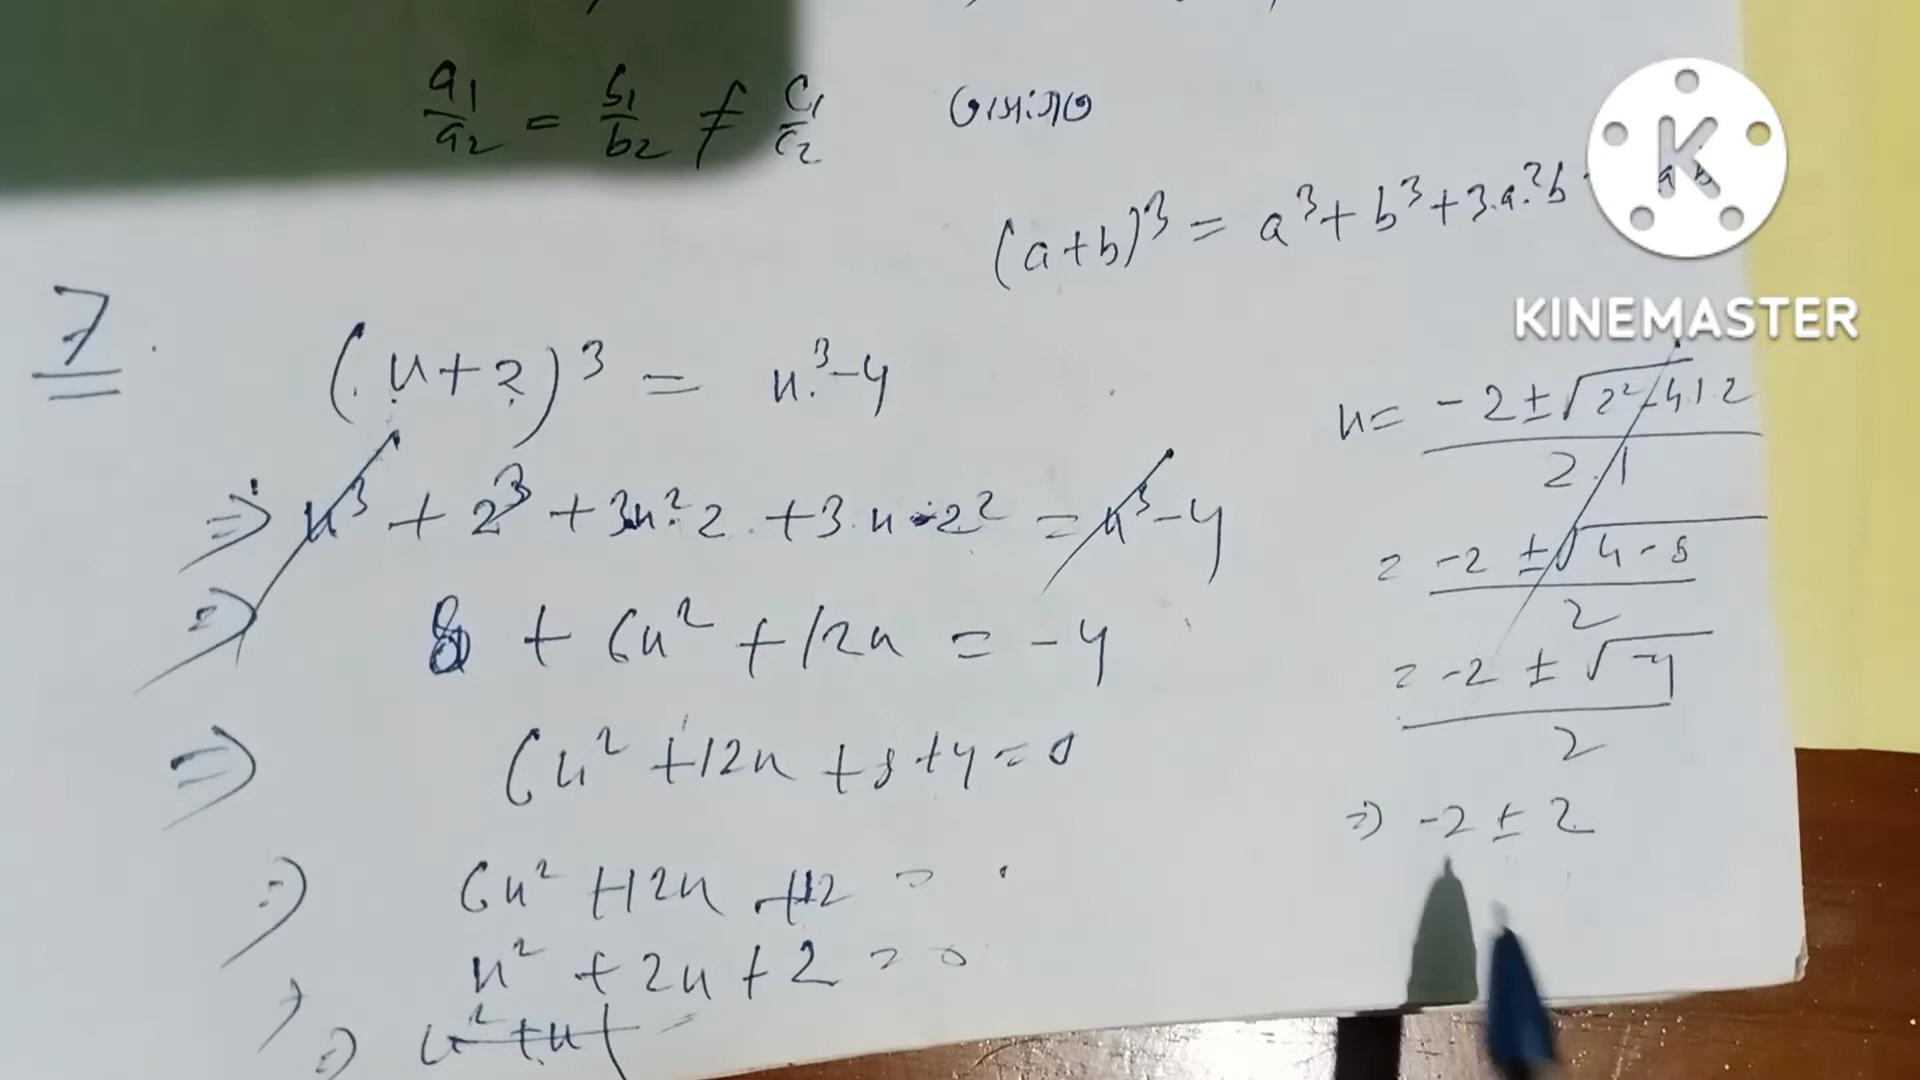 a₁/a₂ = b₁/b₂ ≠ c₁/c₂
(a+b)³ = a³ + b³ + 3.a².b
KINEMASTER
7
(x+2)³ = x³-4
⇒ x³ + 2³ + 3x².2 + 3.x.2² = x³-4
⇒ 8 + 6x² + 12x = -4
⇒ 6x² + 12x + 8 + 4 = 0
⇒ 6x² + 12x + 12 =
x² + 2x + 2 = 0
⇒ x² + x
x = -2 ± √2²-4.1.2 / 2.1
= -2 ± √4-8 / 2
= -2 ± √-4 / 2
⇒ -2 ± 2